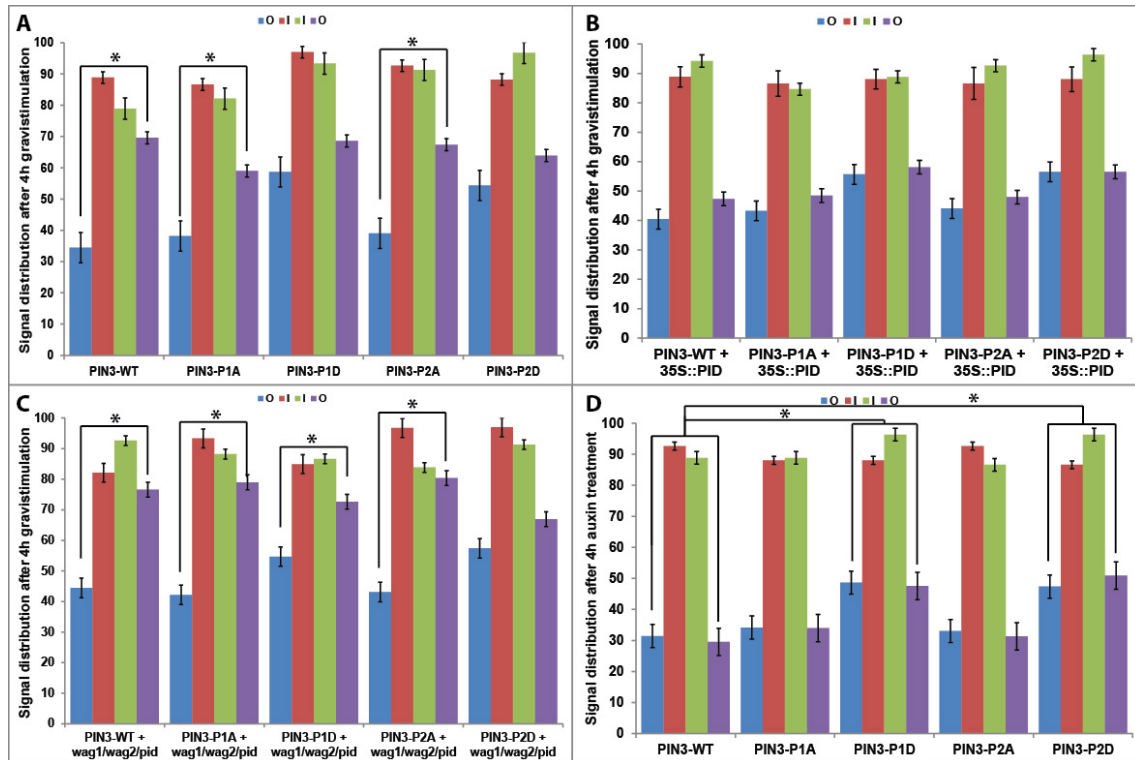 A
O I I O
Signal distribution after 4h gravistimulation
100
90
80
70
60
50
40
30
20
10
0
* * *
PIN3-WT PIN3-P1A PIN3-P1D PIN3-P2A PIN3-P2D
B
O I I O
Signal distribution after 4h gravistimulation
100
90
80
70
60
50
40
30
20
10
0
PIN3-WT + PIN3-P1A + PIN3-P1D + PIN3-P2A + PIN3-P2D +
35S::PID 35S::PID 35S::PID 35S::PID 35S::PID
C
O I I O
Signal distribution after 4h gravistimulation
100
90
80
70
60
50
40
30
20
10
0
* * * *
PIN3-WT + PIN3-P1A + PIN3-P1D + PIN3-P2A + PIN3-P2D +
wag1/wag2/pid wag1/wag2/pid wag1/wag2/pid wag1/wag2/pid wag1/wag2/pid
D
O I I O
Signal distribution after 4h auxin treatment
100
90
80
70
60
50
40
30
20
10
0
* *
PIN3-WT PIN3-P1A PIN3-P1D PIN3-P2A PIN3-P2D